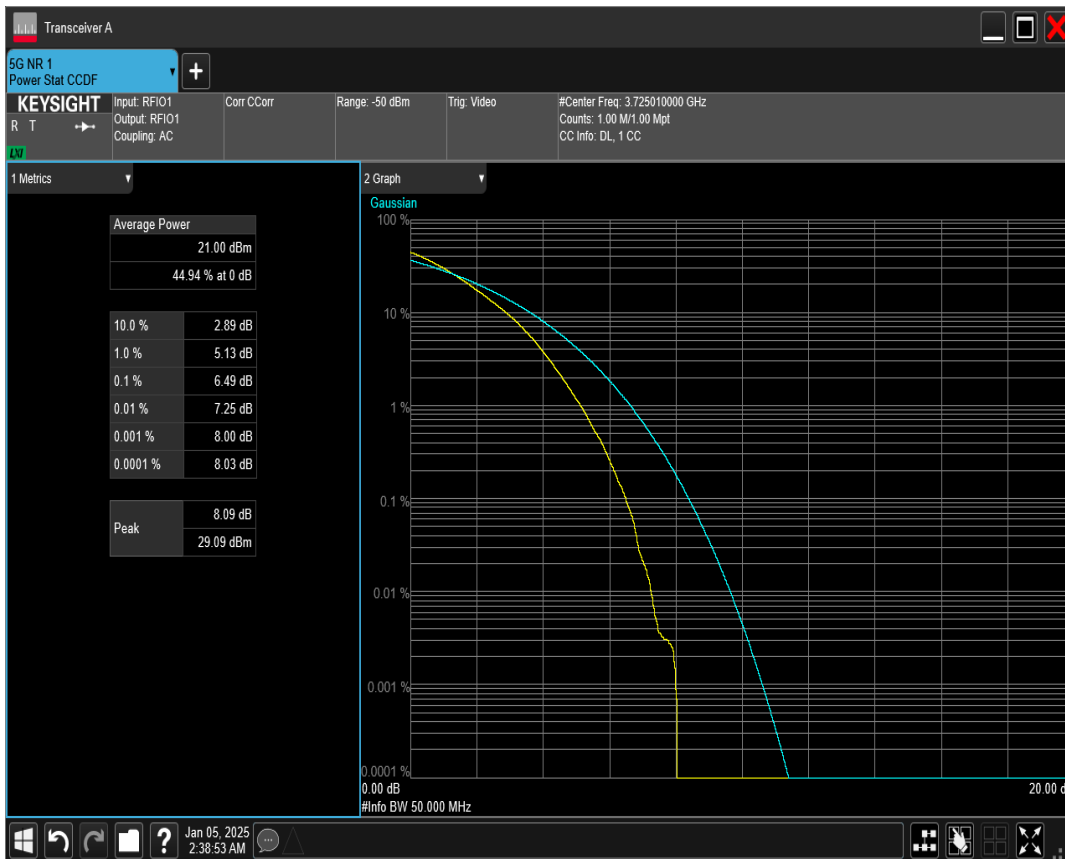 Transceiver A
5G NR 1
Power Stat CCDF
KEYSIGHT
R T
LXI
Input: RFIO1
Output: RFIO1
Coupling: AC
Corr CCorr
Range: -50 dBm
Trig: Video
#Center Freq: 3.725010000 GHz
Counts: 1.00 M/1.00 Mpt
CC Info: DL, 1 CC
1 Metrics
Average Power
21.00 dBm
44.94 % at 0 dB
10.0 % 2.89 dB
1.0 % 5.13 dB
0.1 % 6.49 dB
0.01 % 7.25 dB
0.001 % 8.00 dB
0.0001 % 8.03 dB
Peak
8.09 dB
29.09 dBm
2 Graph
Gaussian
100 %
10 %
1 %
0.1 %
0.01 %
0.001 %
0.0001 %
0.00 dB 20.00 d
#Info BW 50.000 MHz
? Jan 05, 2025
2:38:53 AM